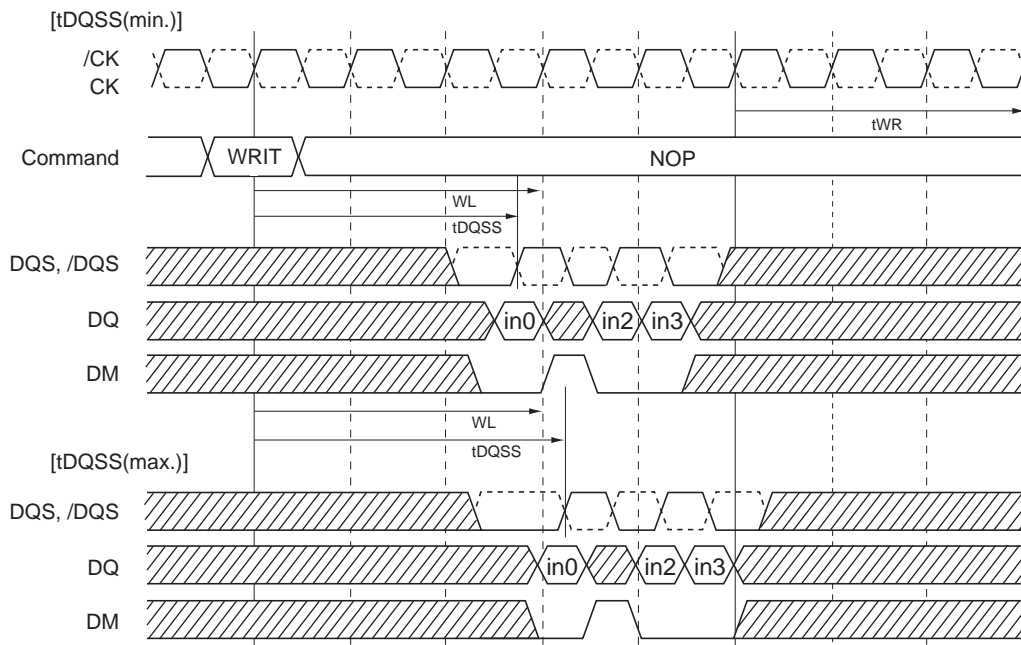 [tDQSS(min.)]
/CK
CK
tWR
Command WRIT NOP
WL
tDQSS
DQS, /DQS
DQ in0 in2 in3
DM
WL
tDQSS
[tDQSS(max.)]
DQS, /DQS
DQ in0 in2 in3
DM